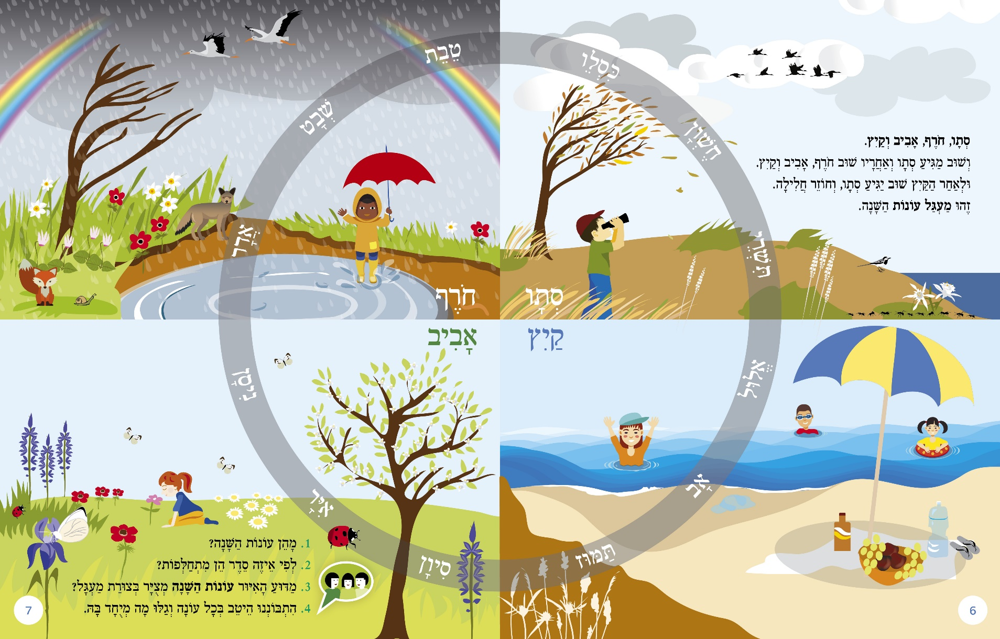 סְתָו, חֹרֶף, אָבִיב וְקַיִץ.
וְשׁוּב מַגִּיעַ סְתָו וְאַחֲרָיו שׁוּב חֹרֶף, אָבִיב וְקַיִץ.
וּלְאַחַר הַקַּיִץ שׁוּב יַגִּיעַ סְתָו, וְחוֹזֵר חֲלִילָה.
זֶהוּ מַעְגַּל עוֹנוֹת הַשָּׁנָה.
סְתָו
תִּשְׁרֵי
חֶשְׁוָן
כִּסְלֵו
חֹרֶף
טֵבֵת
שְׁבָט
אֲדָר
אָבִיב
נִיסָן
אִיָּר
סִיוָן
קַיִץ
תַּמּוּז
אָב
אֱלוּל
6
1. מָהֵן עוֹנוֹת הַשָּׁנָה?
2. לְפִי אֵיזֶה סֵדֶר הֵן מִתְחַלְּפוֹת?
3. מַדּוּעַ הָאִיּוּר עוֹנוֹת הַשָּׁנָה מְצֻיָּר בְּצוּרַת מַעְגָּל?
4. הִתְבּוֹנְנוּ הֵיטֵב בְּכָל עוֹנָה וְגַלּוּ מָה מְיֻחָד בָּהּ.
7